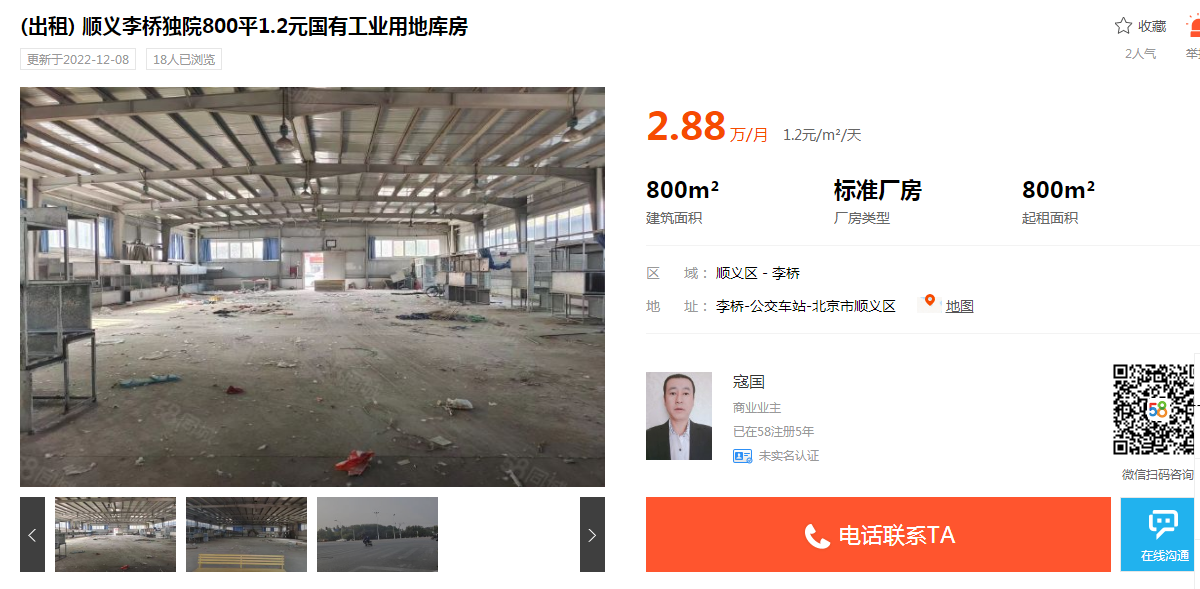 (出租) 顺义李桥独院800平1.2元国有工业用地库房
更新于2022-12-08 18人已浏览
收藏
2人气
2.88 万/月 1.2元/m²/天
800m² 标准厂房 800m²
建筑面积 厂房类型 起租面积
区 域： 顺义区 - 李桥
地 址： 李桥-公交车站-北京市顺义区 地图
寇国
商业业主
已在58注册5年
未实名认证
58
微信扫码咨询
电话联系TA
在线沟通